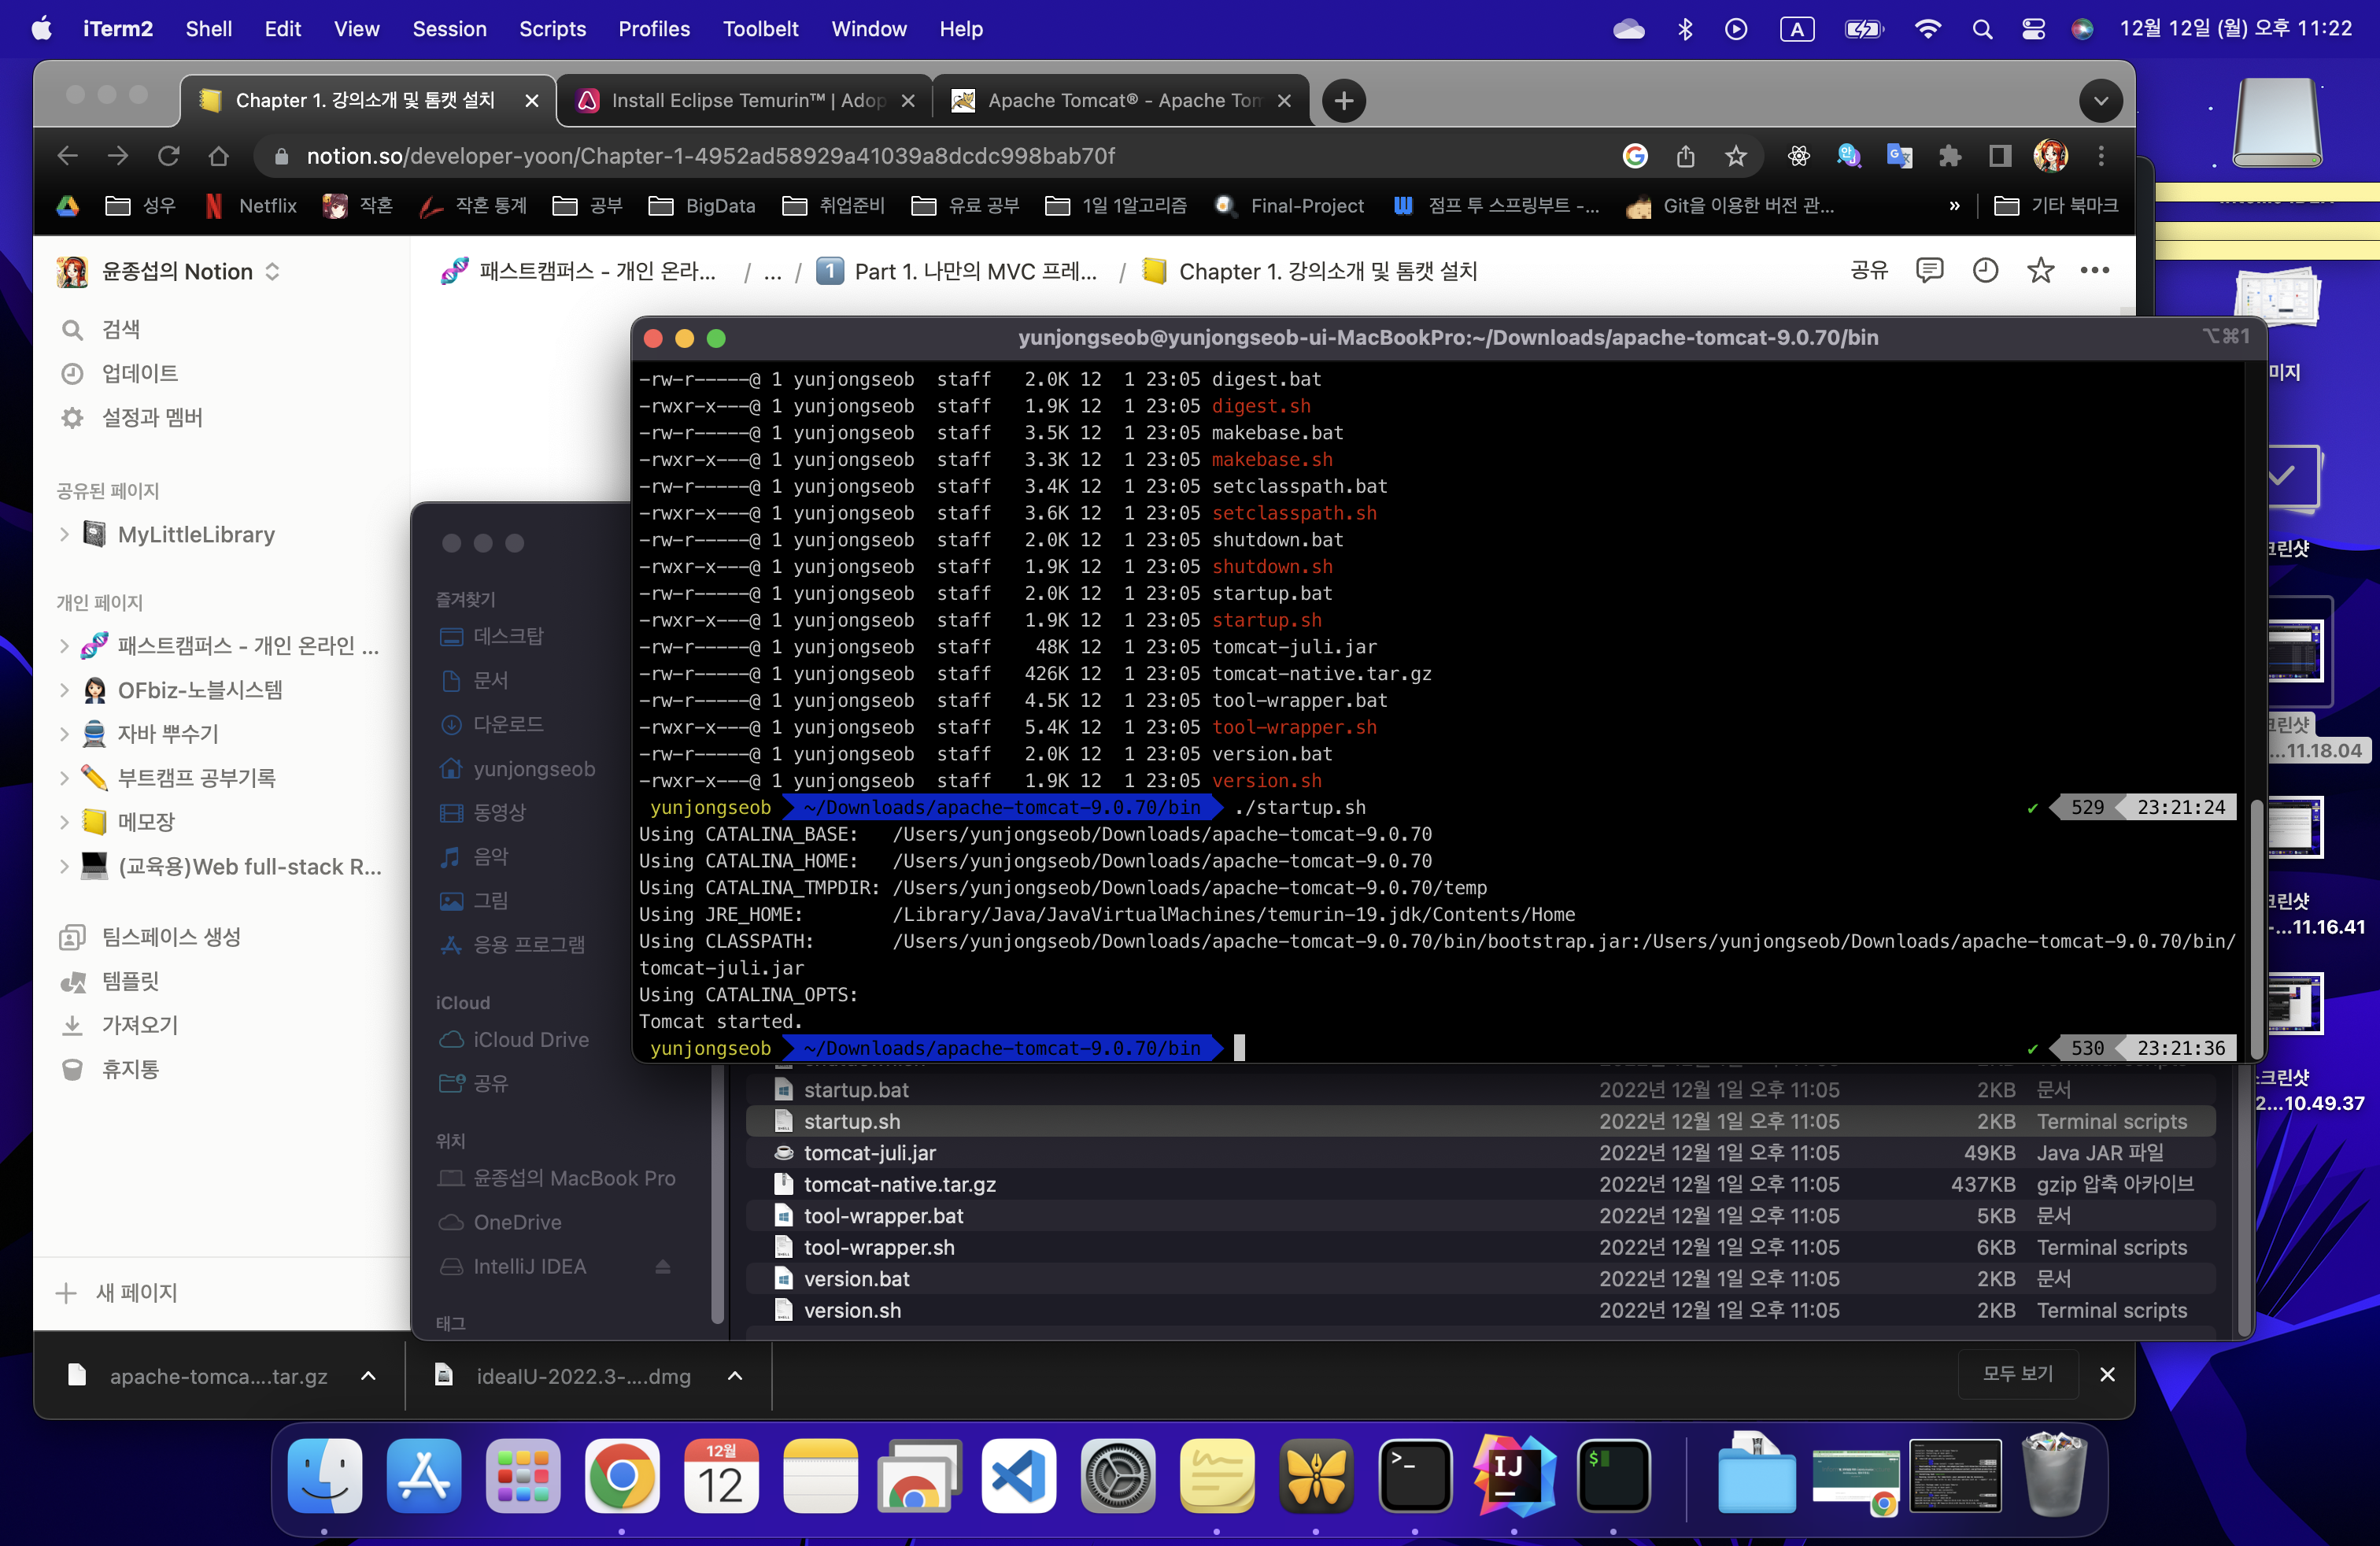 iTerm2 Shell Edit View Session Scripts Profiles Toolbelt Window Help A 12월 12일 (월) 오후 11:22
Chapter 1. 강의소개 및 톰캣 설치 Install Eclipse Temurin™ | Adop Apache Tomcat® - Apache Tom
notion.so/developer-yoon/Chapter-1-4952ad58929a41039a8dcdc998bab70f
성우 Netflix 작혼 작혼 통계 공부 BigData 취업준비 유료 공부 1일 1알고리즘 Final-Project 점프 투 스프링부트 -... Git을 이용한 버전 관... » 기타 북마크
윤종섭의 Notion
패스트캠퍼스 - 개인 온라... / ... / 1 Part 1. 나만의 MVC 프레... / Chapter 1. 강의소개 및 톰캣 설치 공유
검색
업데이트
설정과 멤버
공유된 페이지
MyLittleLibrary
개인 페이지
패스트캠퍼스 - 개인 온라인 ...
OFbiz-노블시스템
자바 뿌수기
부트캠프 공부기록
메모장
(교육용)Web full-stack R...
팀스페이스 생성
템플릿
가져오기
휴지통
새 페이지
즐겨찾기
데스크탑
문서
다운로드
yunjongseob
동영상
음악
그림
응용 프로그램
iCloud
iCloud Drive
공유
위치
윤종섭의 MacBook Pro
OneDrive
IntelliJ IDEA
태그
yunjongseob@yunjongseob-ui-MacBookPro:~/Downloads/apache-tomcat-9.0.70/bin ⌥⌘1
-rw-r-----@ 1 yunjongseob staff 2.0K 12 1 23:05 digest.bat
-rwxr-x---@ 1 yunjongseob staff 1.9K 12 1 23:05 digest.sh
-rw-r-----@ 1 yunjongseob staff 3.5K 12 1 23:05 makebase.bat
-rwxr-x---@ 1 yunjongseob staff 3.3K 12 1 23:05 makebase.sh
-rw-r-----@ 1 yunjongseob staff 3.4K 12 1 23:05 setclasspath.bat
-rwxr-x---@ 1 yunjongseob staff 3.6K 12 1 23:05 setclasspath.sh
-rw-r-----@ 1 yunjongseob staff 2.0K 12 1 23:05 shutdown.bat
-rwxr-x---@ 1 yunjongseob staff 1.9K 12 1 23:05 shutdown.sh
-rw-r-----@ 1 yunjongseob staff 2.0K 12 1 23:05 startup.bat
-rwxr-x---@ 1 yunjongseob staff 1.9K 12 1 23:05 startup.sh
-rw-r-----@ 1 yunjongseob staff 48K 12 1 23:05 tomcat-juli.jar
-rw-r-----@ 1 yunjongseob staff 426K 12 1 23:05 tomcat-native.tar.gz
-rw-r-----@ 1 yunjongseob staff 4.5K 12 1 23:05 tool-wrapper.bat
-rwxr-x---@ 1 yunjongseob staff 5.4K 12 1 23:05 tool-wrapper.sh
-rw-r-----@ 1 yunjongseob staff 2.0K 12 1 23:05 version.bat
-rwxr-x---@ 1 yunjongseob staff 1.9K 12 1 23:05 version.sh
yunjongseob ~/Downloads/apache-tomcat-9.0.70/bin ./startup.sh ✔ 529 23:21:24
Using CATALINA_BASE: /Users/yunjongseob/Downloads/apache-tomcat-9.0.70
Using CATALINA_HOME: /Users/yunjongseob/Downloads/apache-tomcat-9.0.70
Using CATALINA_TMPDIR: /Users/yunjongseob/Downloads/apache-tomcat-9.0.70/temp
Using JRE_HOME: /Library/Java/JavaVirtualMachines/temurin-19.jdk/Contents/Home
Using CLASSPATH: /Users/yunjongseob/Downloads/apache-tomcat-9.0.70/bin/bootstrap.jar:/Users/yunjongseob/Downloads/apache-tomcat-9.0.70/bin/
tomcat-juli.jar
Using CATALINA_OPTS:
Tomcat started.
yunjongseob ~/Downloads/apache-tomcat-9.0.70/bin ✔ 530 23:21:36
startup.bat 2022년 12월 1일 오후 11:05 2KB 문서
startup.sh 2022년 12월 1일 오후 11:05 2KB Terminal scripts
tomcat-juli.jar 2022년 12월 1일 오후 11:05 49KB Java JAR 파일
tomcat-native.tar.gz 2022년 12월 1일 오후 11:05 437KB gzip 압축 아카이브
tool-wrapper.bat 2022년 12월 1일 오후 11:05 5KB 문서
tool-wrapper.sh 2022년 12월 1일 오후 11:05 6KB Terminal scripts
version.bat 2022년 12월 1일 오후 11:05 2KB 문서
version.sh 2022년 12월 1일 오후 11:05 2KB Terminal scripts
미지
크린샷
크린샷
...11.18.04
크린샷
-...11.16.41
크린샷
2...10.49.37
apache-tomca....tar.gz ideaIU-2022.3-....dmg 모두 보기
12월
12
IJ